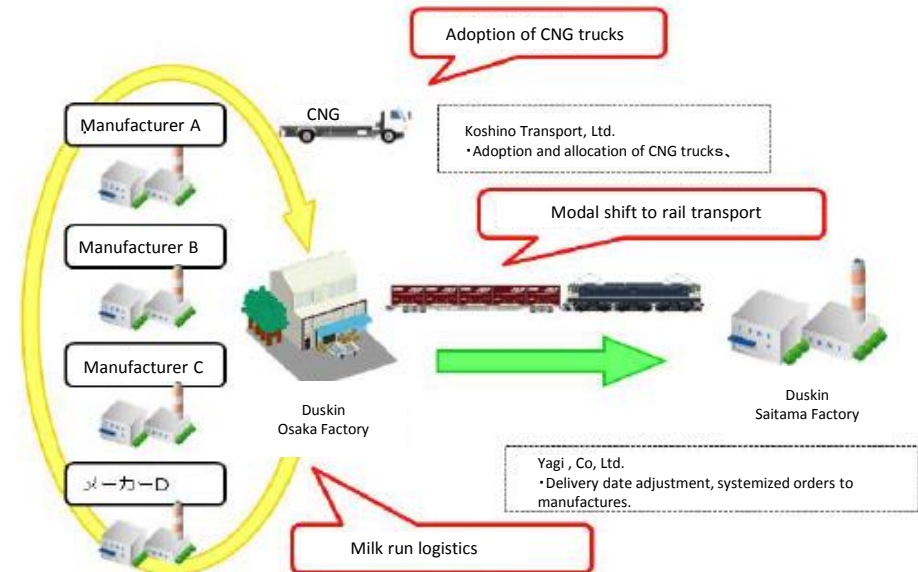 Adoption of CNG trucks
CNG
Manufacturer A
Koshino Transport, Ltd.
・Adoption and allocation of CNG trucks、
Modal shift to rail transport
Manufacturer B
Manufacturer C
Duskin
Osaka Factory
Duskin
Saitama Factory
メーカーD
Yagi , Co, Ltd.
・Delivery date adjustment, systemized orders to
manufactures.
Milk run logistics